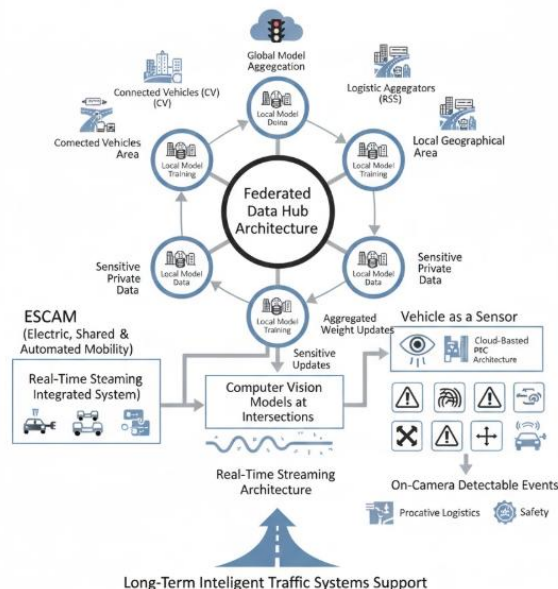 Global Model
Aggegcation
Connected Vehicles (CV)
(CV)
Logistic Aggegators
(RS5)
Comected Vehicles
Area
Local Model
Doina
Local Geographical
Area
Local Model
Training
Local Model
Training
Federated
Data Hub
Architecture
Sensitive
Private
Data
Local Model
Data
Local Model
Data
Sensitive
Private
Data
Local Model
Training
Aggregated
Weight Updates
Sensitive
Updates
ESCAM
(Electric, Shared &
Automated Mobility)
Real-Time Steaming
Integrated System)
Computer Vision
Models at
Intersections
Vehicle as a Sensor
Cloud-Basted
Architecture
Real-Time Streaming
Architecture
On-Camera Detectable Events
Procative Logistics
Safety
Long-Term Inteligent Traffic Systems Support